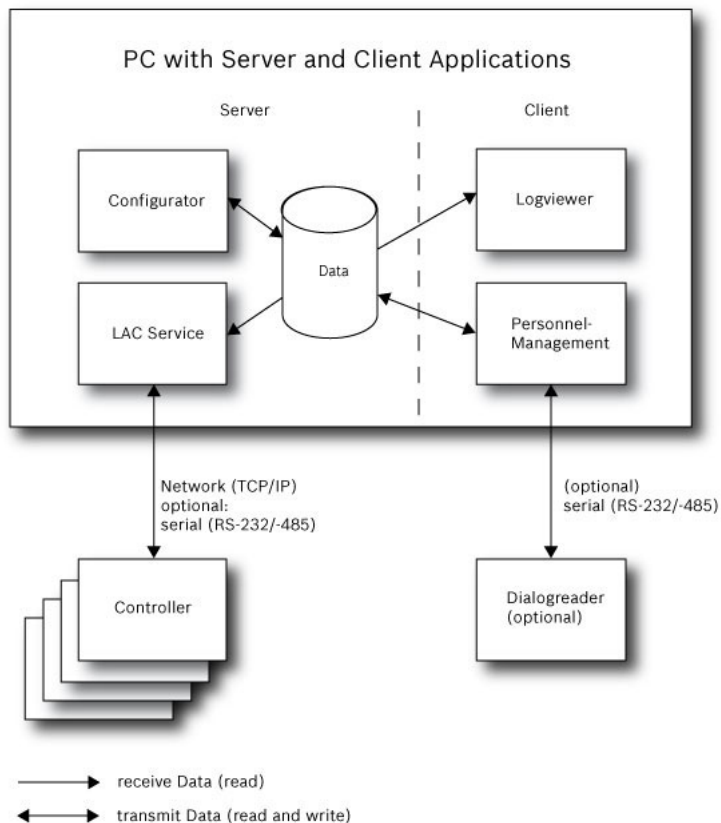 PC with Server and Client Applications
Server
Client
Configurator
Logviewer
Data
LAC Service
Personnel-
Management
Network (TCP/IP)
optional:
serial (RS-232/-485)
(optional)
serial (RS-232/-485)
Controller
Dialogreader
(optional)
receive Data (read)
transmit Data (read and write)